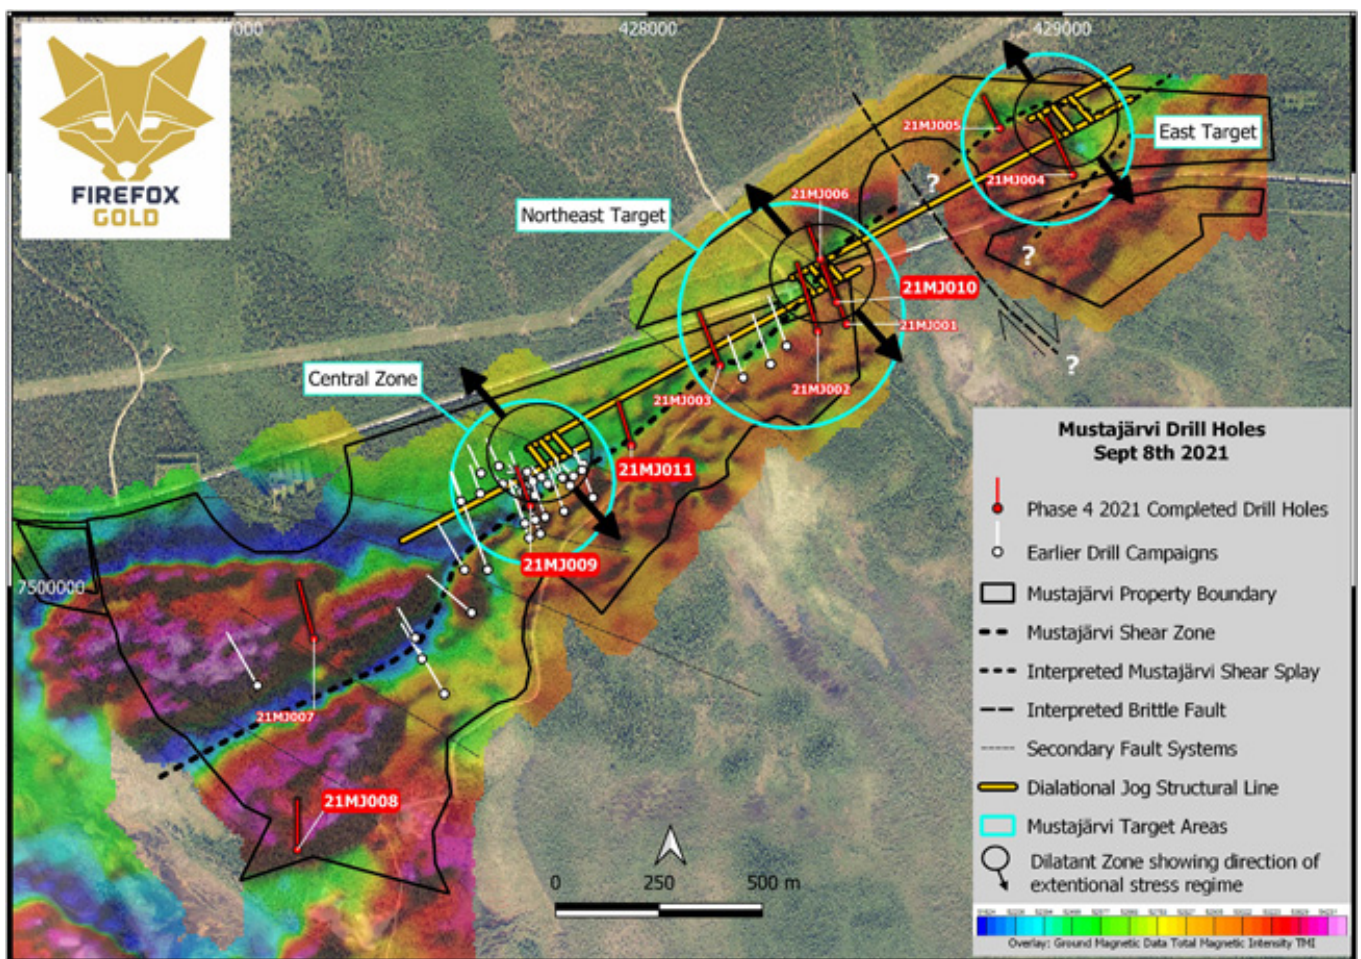 428000
429000
FIREFOX
GOLD
21MJ005
East Target
21MJ004
?
21MJ006
Northeast Target
?
21MJ010
21MJ001
Central Zone
21MJ002
?
21MJ003
21MJ011
21MJ009
7500000
21MJ007
21MJ008
0 250 500 m
Mustajärvi Drill Holes
Sept 8th 2021
Phase 4 2021 Completed Drill Holes
Earlier Drill Campaigns
Mustajärvi Property Boundary
Mustajärvi Shear Zone
Interpreted Mustajärvi Shear Splay
Interpreted Brittle Fault
Secondary Fault Systems
Dialational Jog Structural Line
Mustajärvi Target Areas
Dilatant Zone showing direction of
extentional stress regime
Overlay: Ground Magnetic Data Total Magnetic Intensity TMI